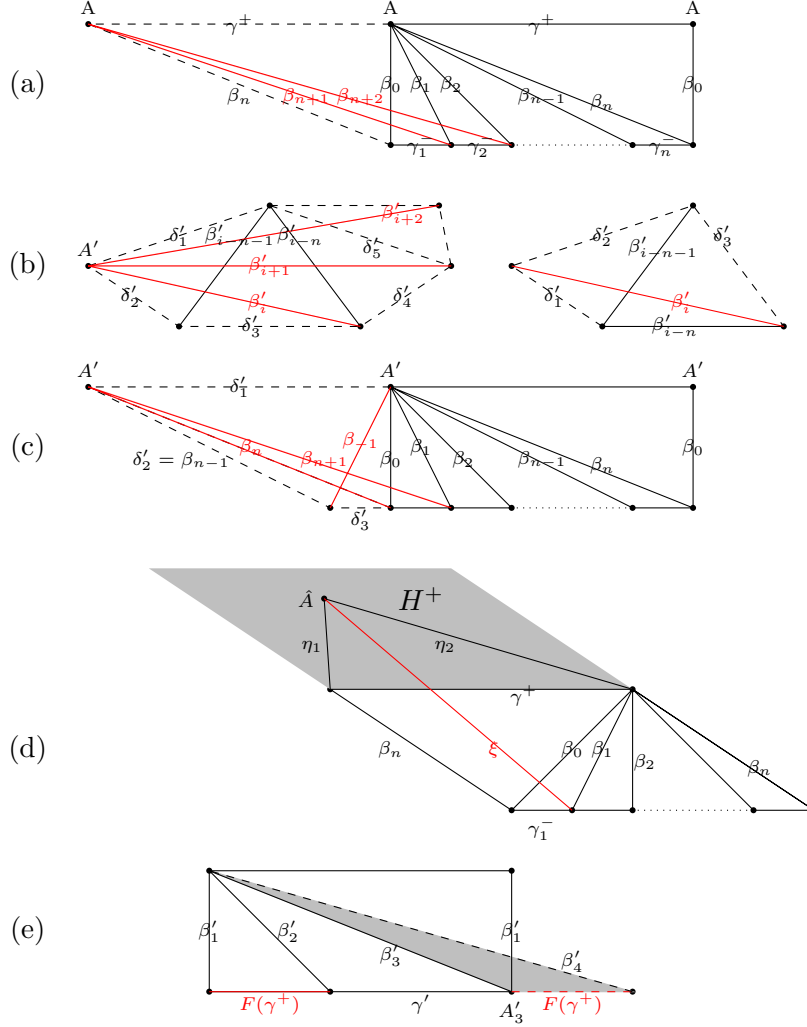 A A A
γ⁺ γ⁺
(a) β₀ β₁ β₂ β₀
βₙ βₙ₊₁ βₙ₊₂ βₙ₋₁ βₙ
γ₁⁻ γ₂⁻ γₙ⁻
β′ᵢ₊₂
δ′₁ β′ᵢ₋ₙ₋₁ β′ᵢ₋ₙ δ′₂ δ′₃
δ′₅ β′ᵢ₋ₙ₋₁
(b) A′ β′ᵢ₊₁
δ′₂ β′ᵢ δ′₄ δ′₁ β′ᵢ
δ′₃ β′ᵢ₋ₙ
A′ A′ A′
δ′₁
(c) β₋₁ β₀ β₁ β₂ β₀
δ′₂ = βₙ₋₁ βₙ βₙ₊₁ βₙ₋₁ βₙ
δ′₃
Â H⁺
η₁ η₂
γ⁺
(d) βₙ ξ β₀ β₁ β₂ βₙ
γ₁⁻
(e) β′₁ β′₂ β′₃ β′₁ β′₄
F(γ⁺) γ′ A′₃ F(γ⁺)